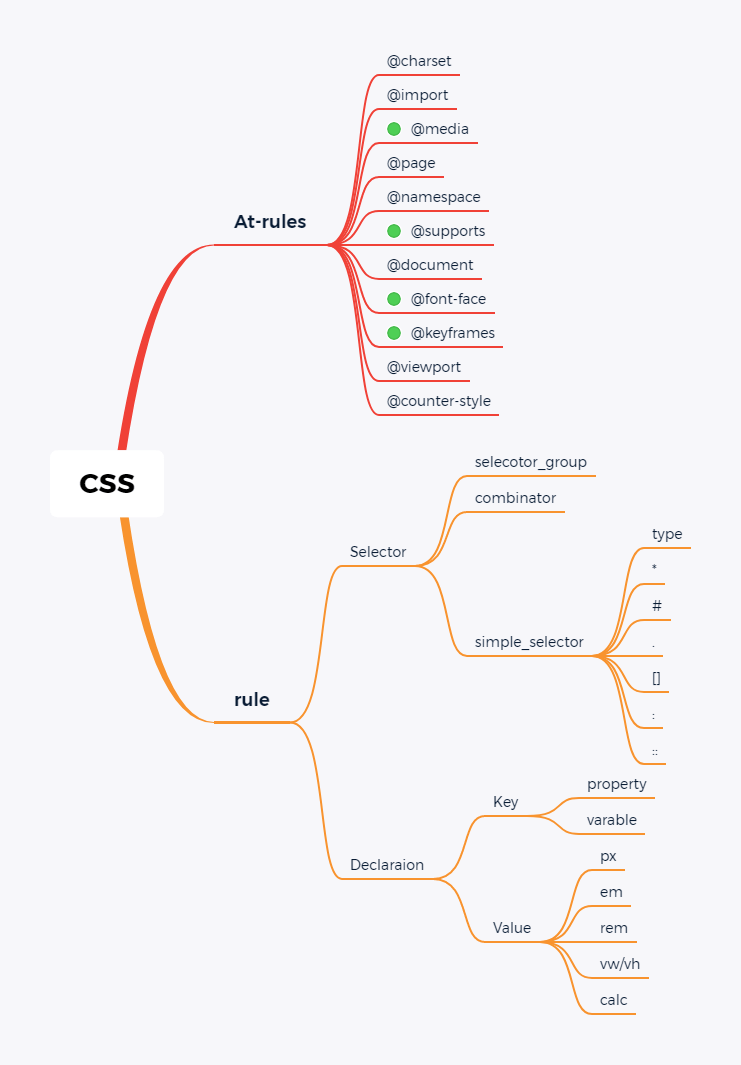 CSS
At-rules
@charset
@import
@media
@page
@namespace
@supports
@document
@font-face
@keyframes
@viewport
@counter-style
rule
Selector
selecotor_group
combinator
simple_selector
type
*
#
.
[]
:
::
Declaraion
Key
property
varable
Value
px
em
rem
vw/vh
calc